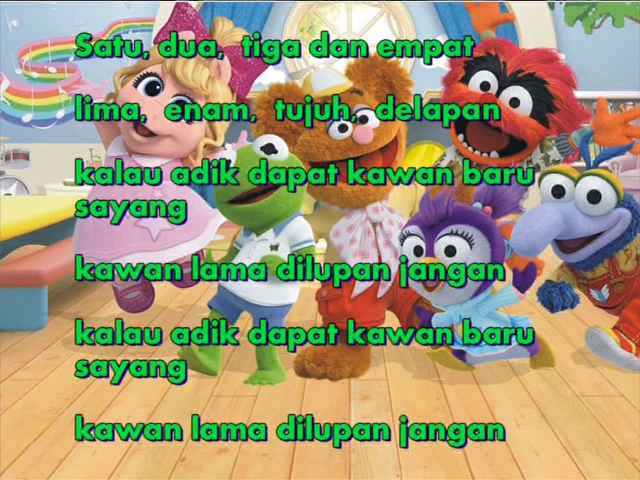 Satu, dua, tiga dan empat
lima, enam, tujuh, delapan
kalau adik dapat kawan baru
sayang
kawan lama dilupan jangan
kalau adik dapat kawan baru
sayang
kawan lama dilupan jangan